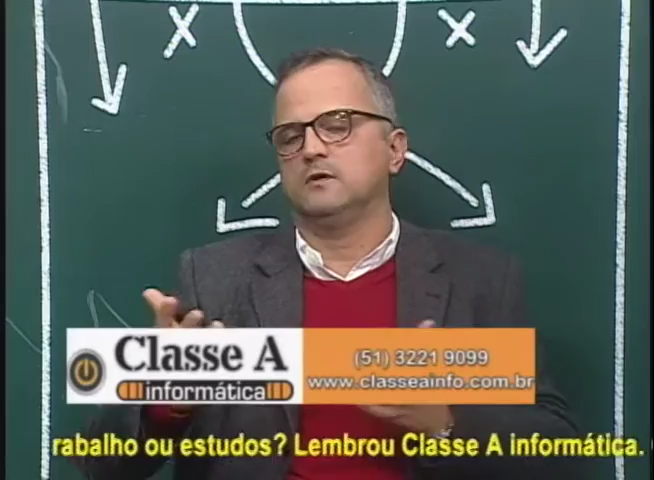 Classe A
informática
(51) 3221 9099
www.classeainfo.com.br
rabalho ou estudos? Lembrou Classe A informática.